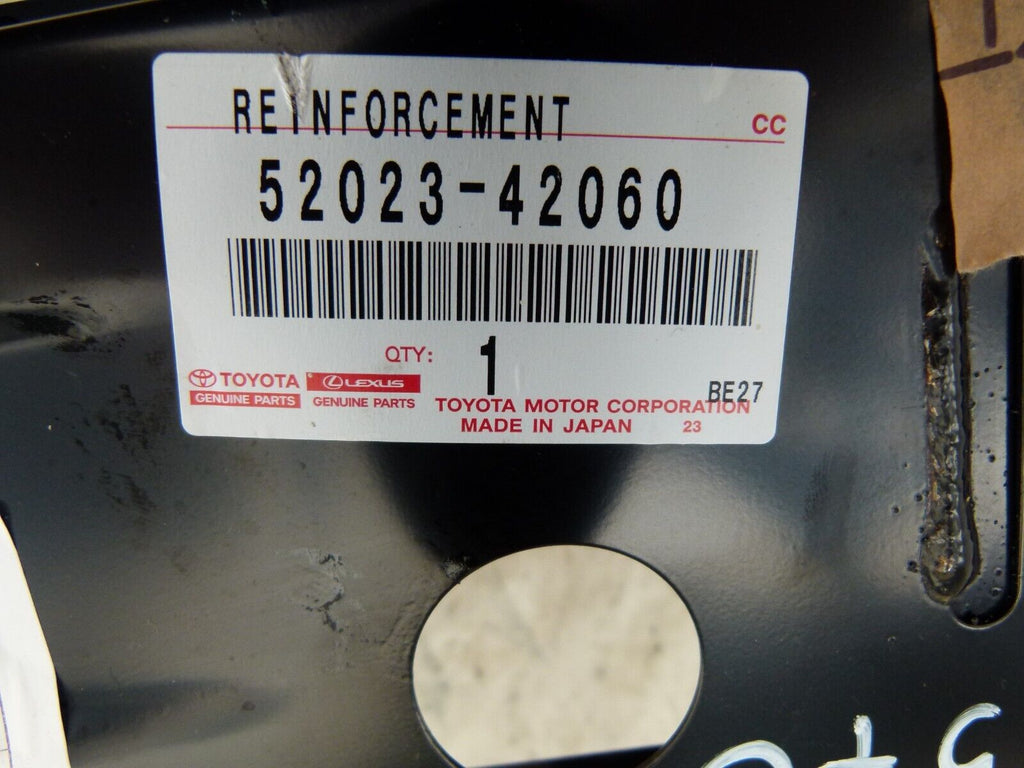 REINFORCEMENT
CC
52023-42060
QTY: 1
TOYOTA
GENUINE PARTS
LEXUS
GENUINE PARTS
BE27
TOYOTA MOTOR CORPORATION
MADE IN JAPAN 23